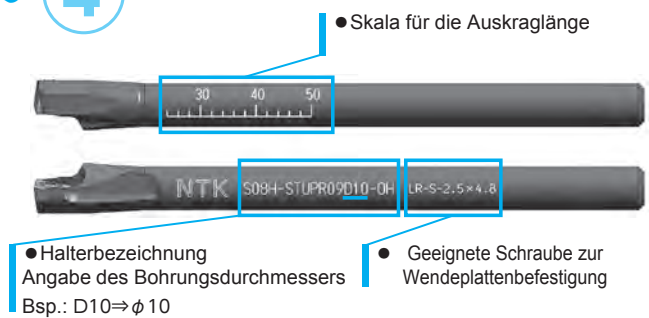 4
●Skala für die Auskraglänge
30 40 50
NTK S08H-STUPR09D10-OH LR-S-2.5×4.8
●Halterbezeichnung
Angabe des Bohrungsdurchmessers
Bsp.: D10⇒φ10
● Geeignete Schraube zur
Wendeplattenbefestigung